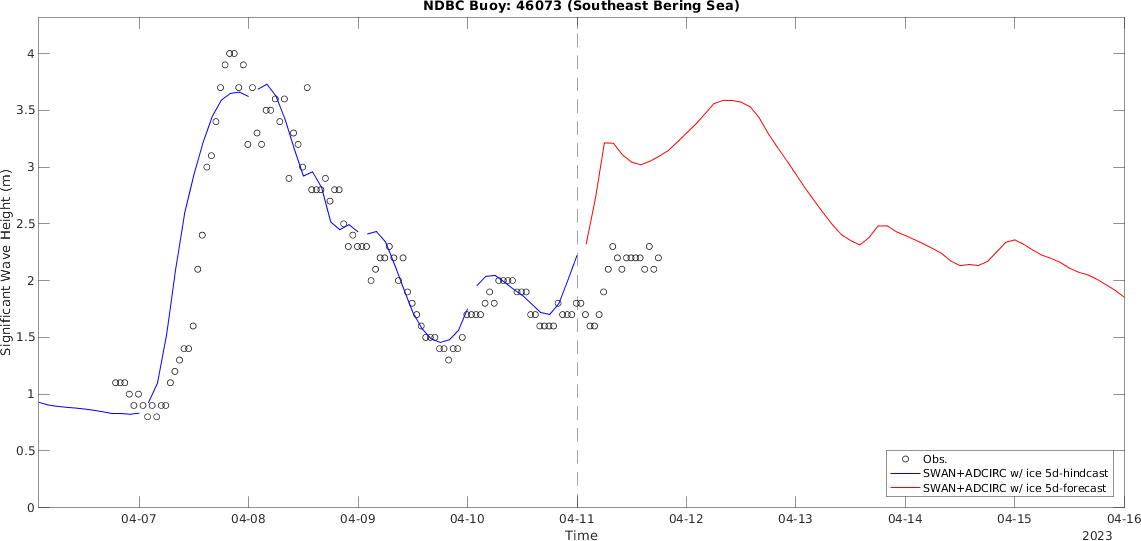 NDBC Buoy: 46073 (Southeast Bering Sea)
Significant Wave Height (m)
4
3.5
3
2.5
2
1.5
1
0.5
0
Obs.
SWAN+ADCIRC w/ ice 5d-hindcast
SWAN+ADCIRC w/ ice 5d-forecast
04-07 04-08 04-09 04-10 04-11 04-12 04-13 04-14 04-15 04-16
Time
2023